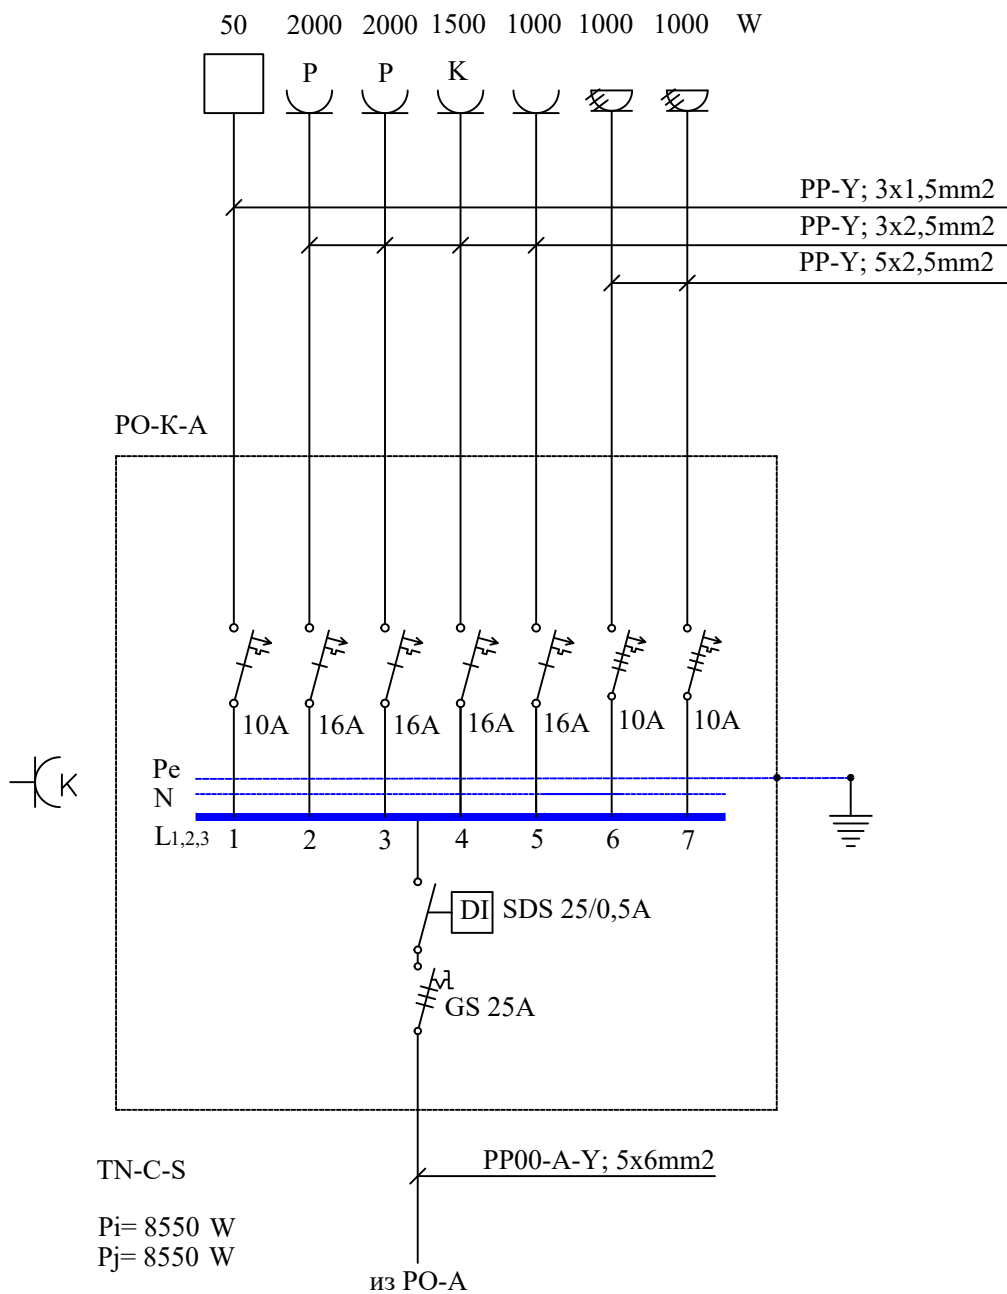 50 2000 2000 1500 1000 1000 1000 W
P P K
PP-Y; 3x1,5mm2
PP-Y; 3x2,5mm2
PP-Y; 5x2,5mm2
РО-К-А
10A 16A 16A 16A 16A 10A 10A
K
Pe
N
L1,2,3 1 2 3 4 5 6 7
DI SDS 25/0,5A
GS 25A
TN-C-S
PP00-A-Y; 5x6mm2
Pi= 8550 W
Pj= 8550 W
из РО-А